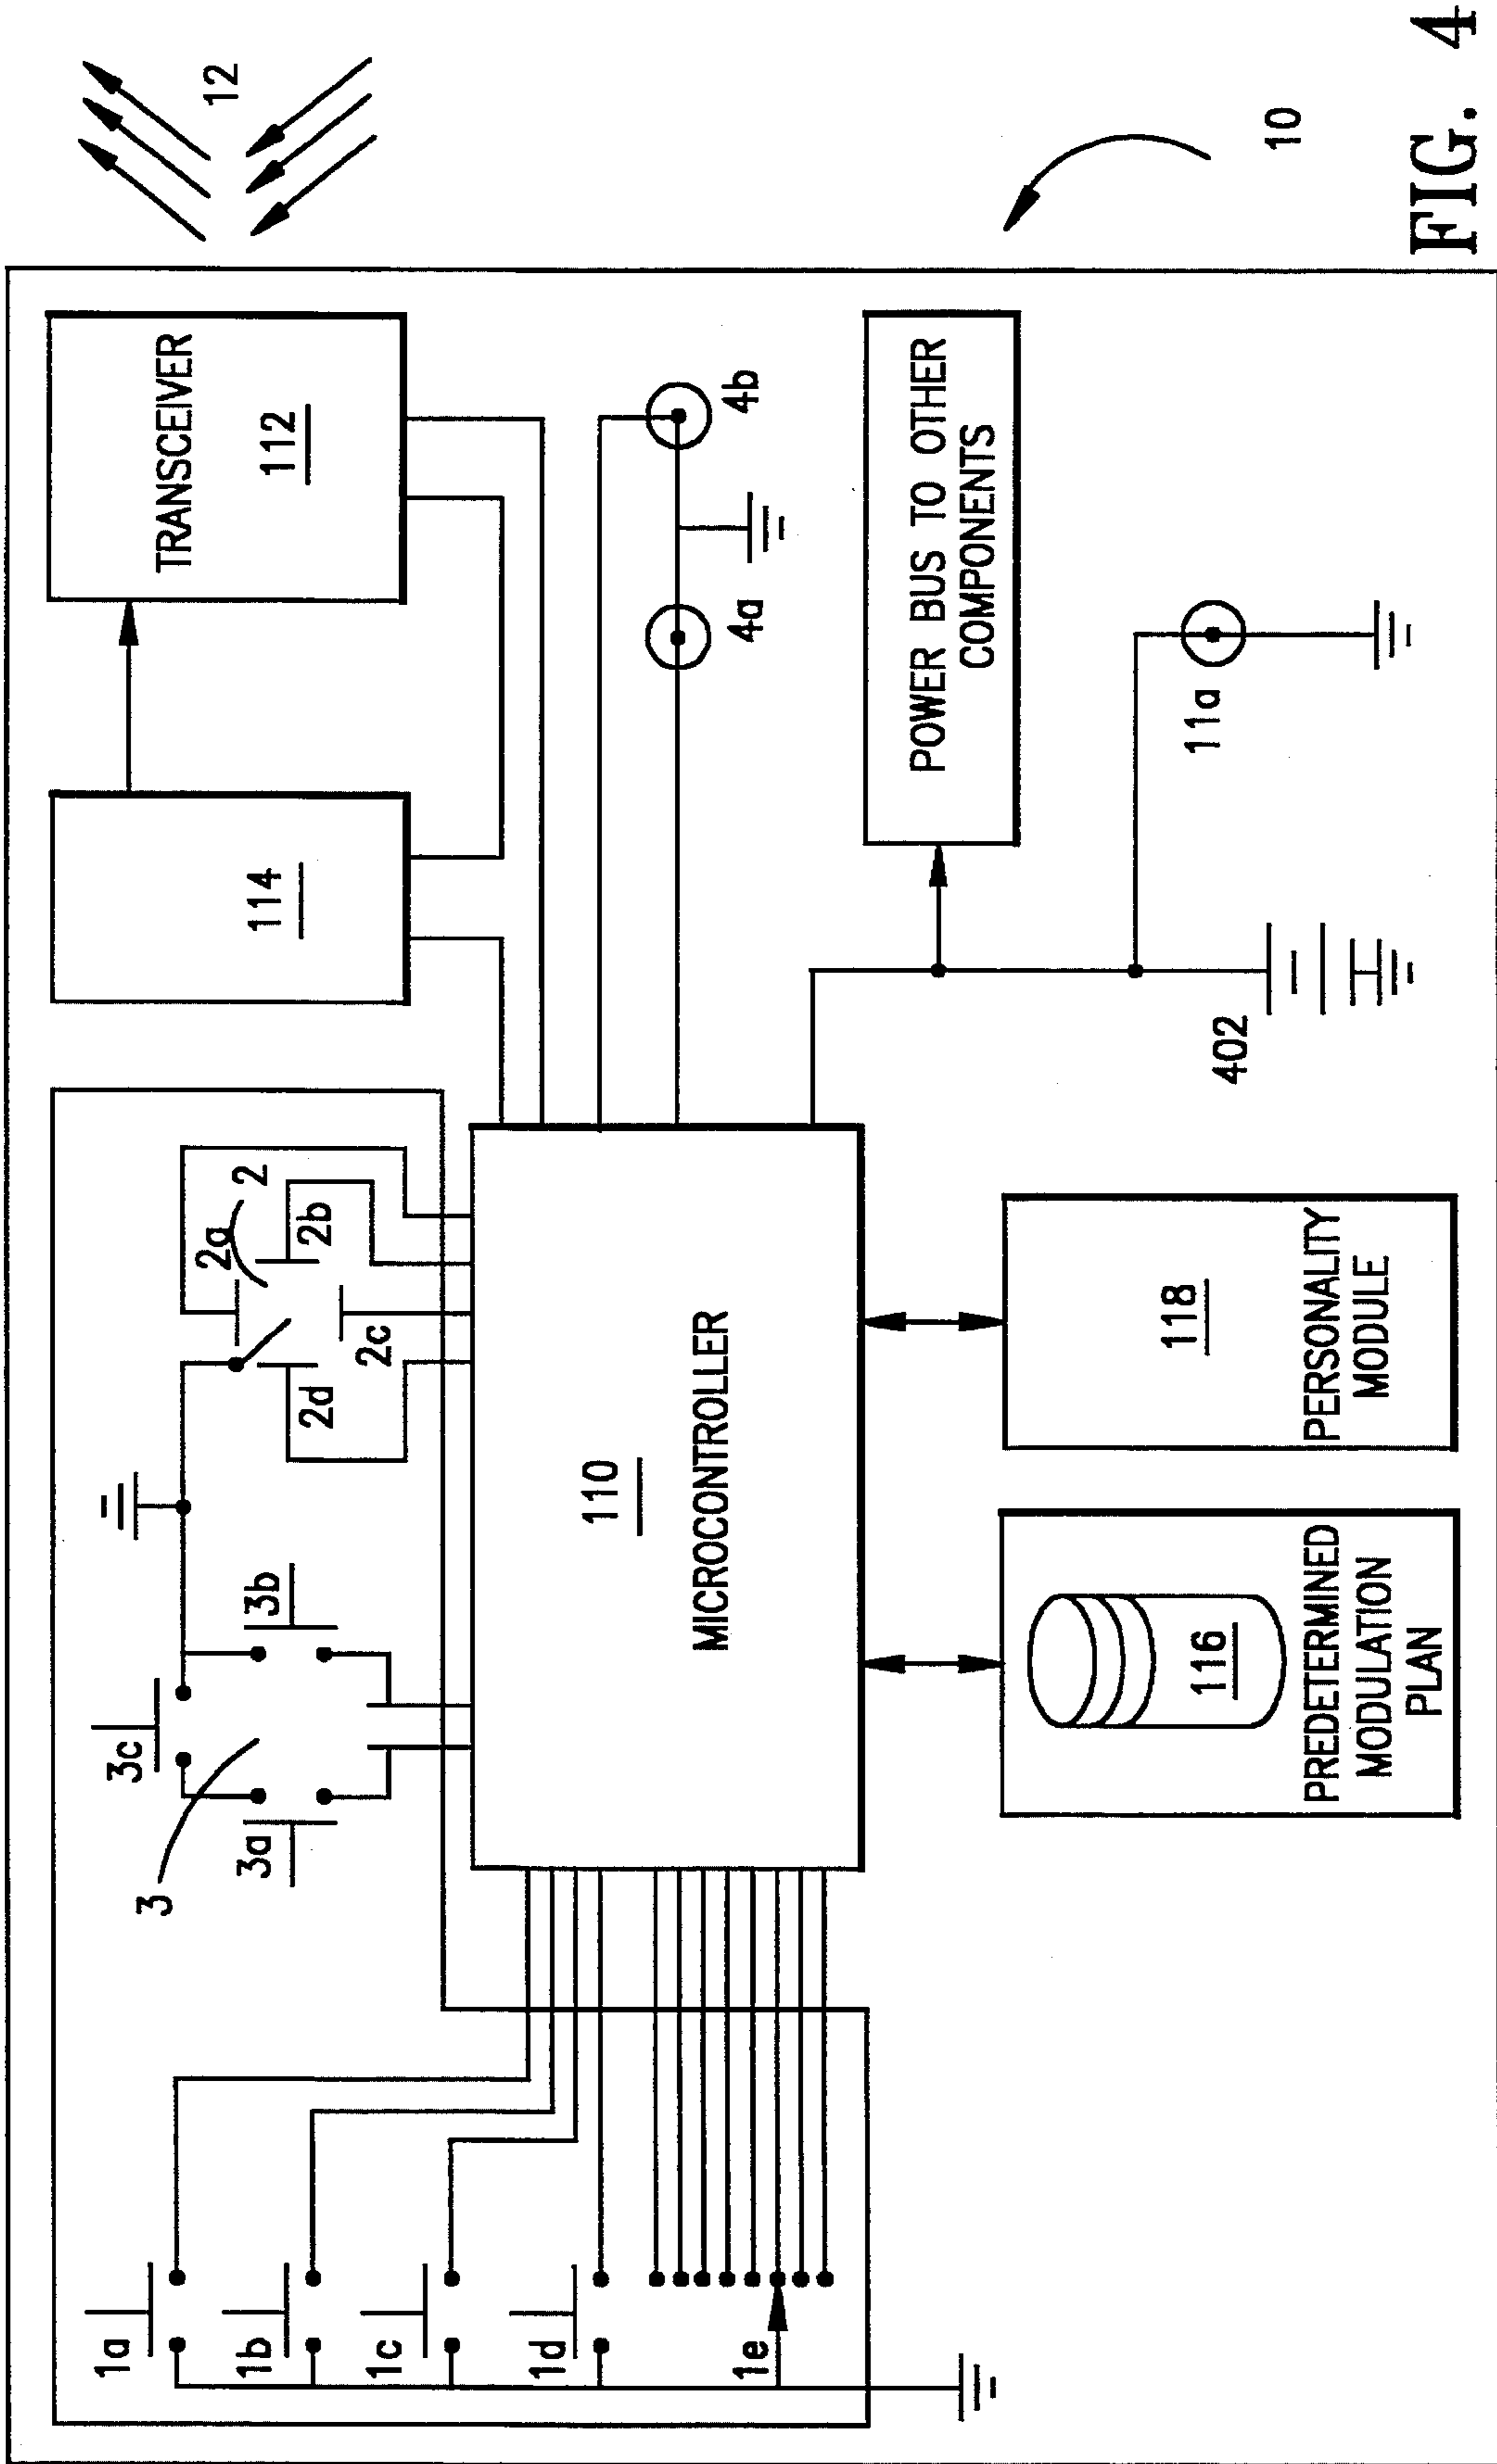 1a
1b
1c
1d
1e
3
3a
3c
3b
2a
2
2b
2c
2d
114
TRANSCEIVER
112
12
4a
4b
110
MICROCONTROLLER
POWER BUS TO OTHER
COMPONENTS
402
11a
116
PREDETERMINED
MODULATION
PLAN
118
PERSONALITY
MODULE
10
FIG. 4